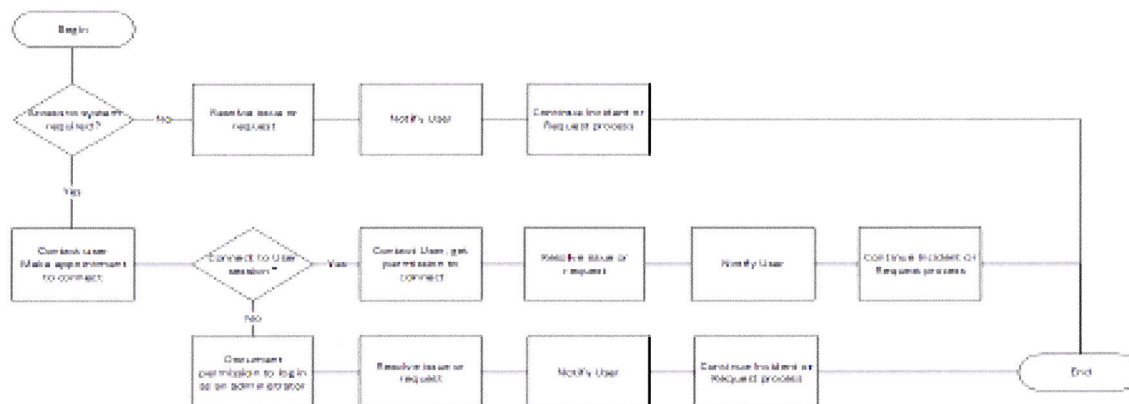 Begin
Access to system
required?
No
Resolve issue or
request
Notify User
Continue Incident or
Request process
Yes
Contact user
Make appointment
to connect
Connect to User
session?
Yes
Contact User, get
permission to
connect
Resolve issue or
request
Notify User
Continue Incident or
Request process
No
Document
permission to login
as an administrator
Resolve issue or
request
Notify User
Continue Incident or
Request process
End